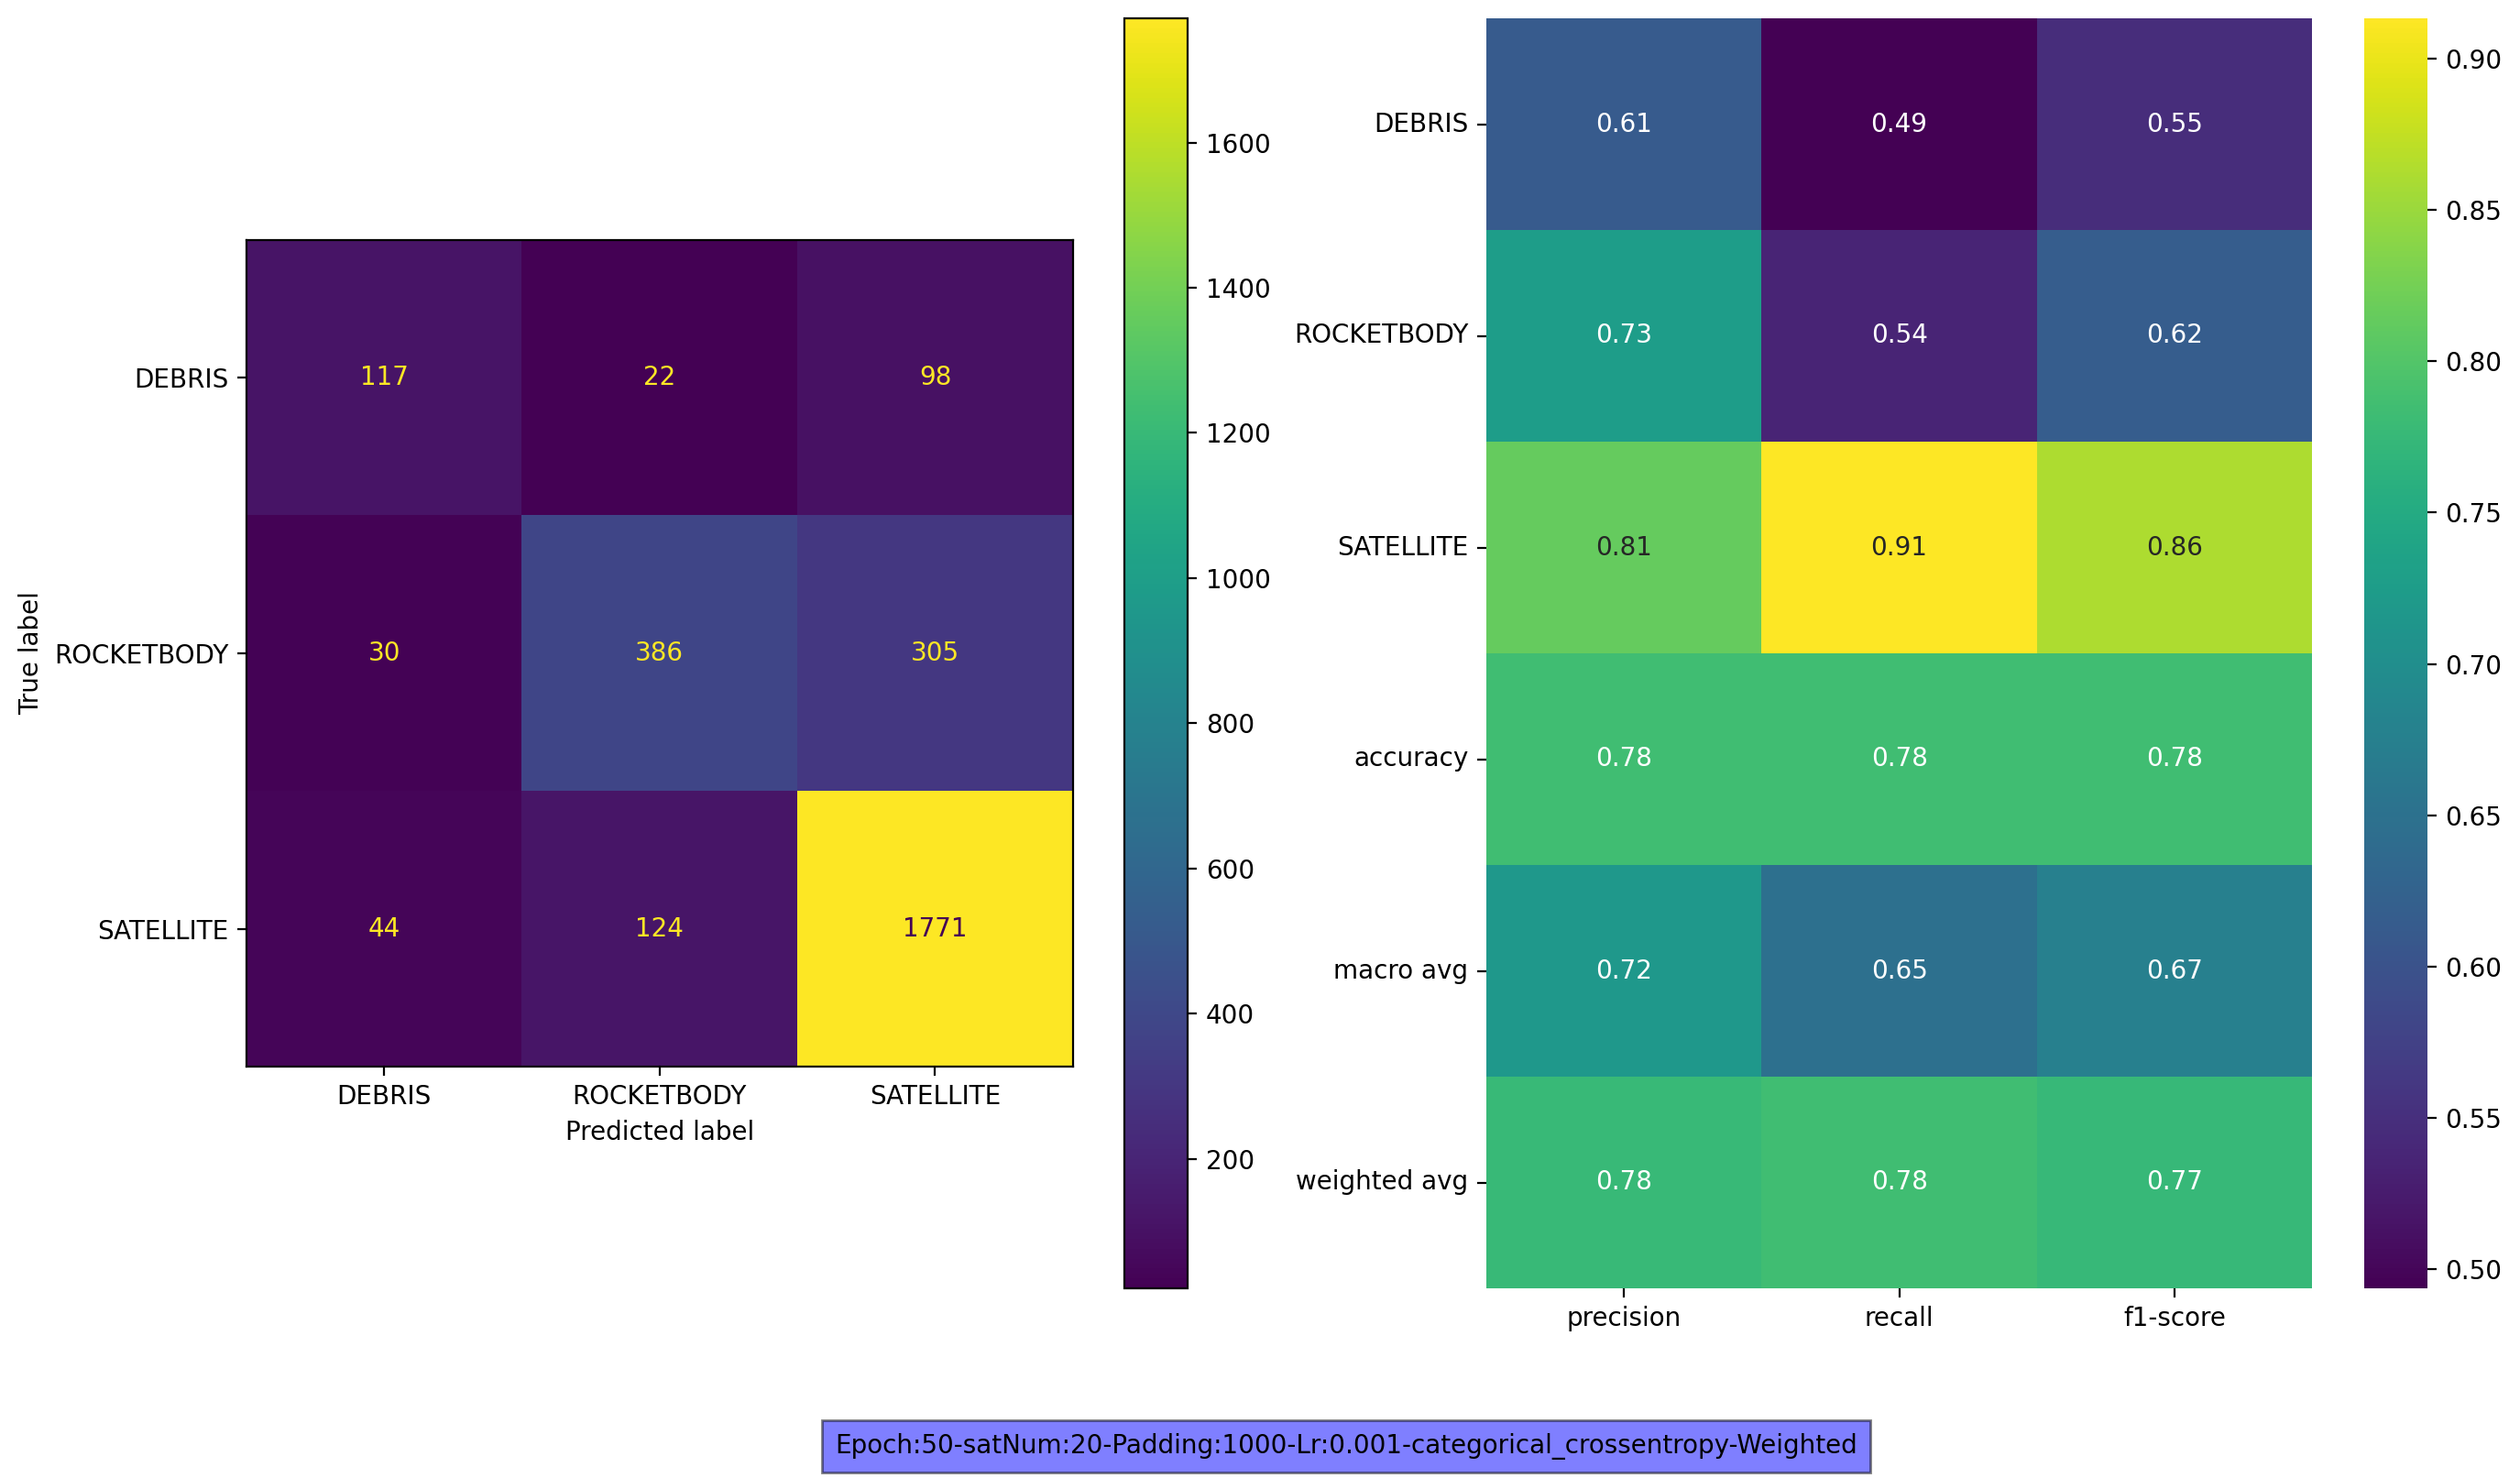 True label
DEBRIS 117 22 98
ROCKETBODY 30 386 305
SATELLITE 44 124 1771
DEBRIS ROCKETBODY SATELLITE
Predicted label
1600
1400
1200
1000
800
600
400
200
DEBRIS 0.61 0.49 0.55
ROCKETBODY 0.73 0.54 0.62
SATELLITE 0.81 0.91 0.86
accuracy 0.78 0.78 0.78
macro avg 0.72 0.65 0.67
weighted avg 0.78 0.78 0.77
precision recall f1-score
0.90
0.85
0.80
0.75
0.70
0.65
0.60
0.55
0.50
Epoch:50-satNum:20-Padding:1000-Lr:0.001-categorical_crossentropy-Weighted